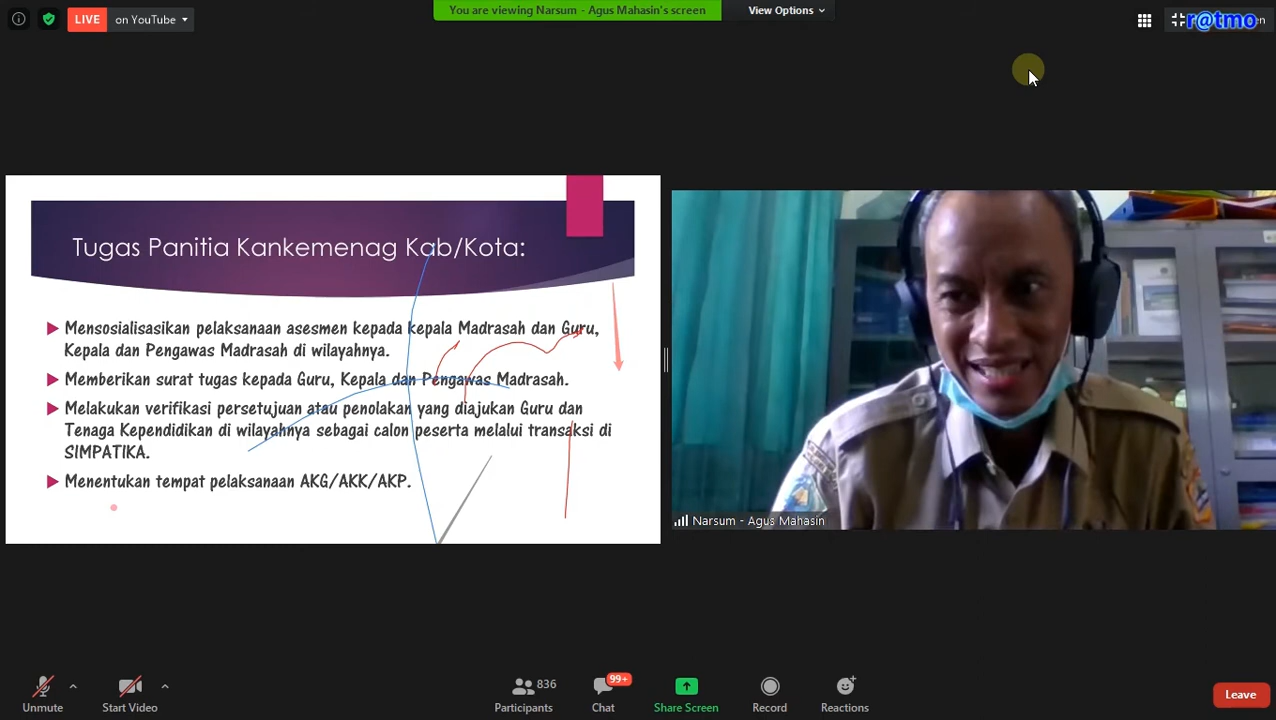 LIVE on YouTube
You are viewing Narsum - Agus Mahasin's screen
View Options
r@tmo
Tugas Panitia Kankemenag Kab/Kota:
Mensosialisasikan pelaksanaan asesmen kepada kepala Madrasah dan Guru,
Kepala dan Pengawas Madrasah di wilayahnya.
Memberikan surat tugas kepada Guru, Kepala dan Pengawas Madrasah.
Melakukan verifikasi persetujuan atau penolakan yang diajukan Guru dan
Tenaga Kependidikan di wilayahnya sebagai calon peserta melalui transaksi di
SIMPATIKA.
Menentukan tempat pelaksanaan AKG/AKK/AKP.
Narsum - Agus Mahasin
Unmute
Start Video
836
Participants
99+
Chat
Share Screen
Record
Reactions
Leave